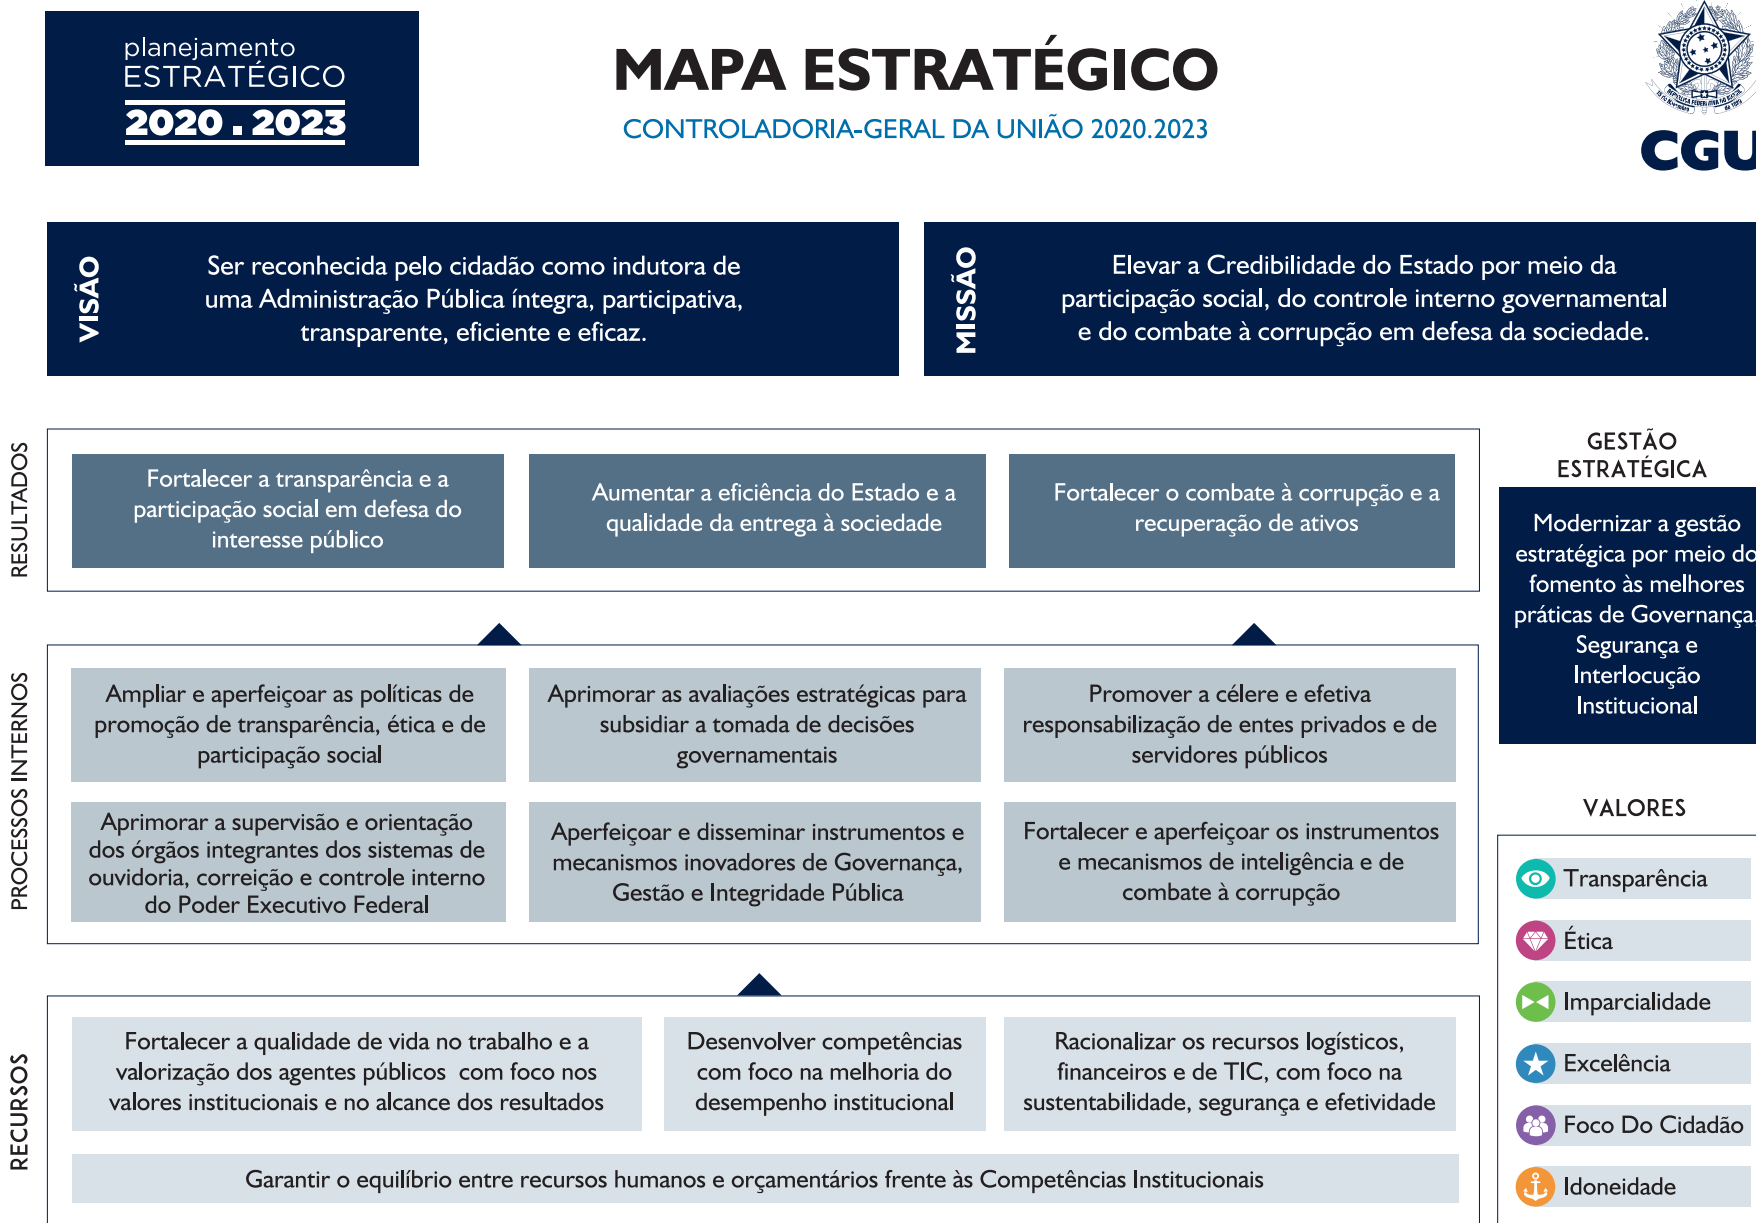 planejamento
ESTRATÉGICO
2020 . 2023
MAPA ESTRATÉGICO
CONTROLADORIA-GERAL DA UNIÃO 2020.2023
CGU
VISÃO
Ser reconhecida pelo cidadão como indutora de
uma Administração Pública íntegra, participativa,
transparente, eficiente e eficaz.
MISSÃO
Elevar a Credibilidade do Estado por meio da
participação social, do controle interno governamental
e do combate à corrupção em defesa da sociedade.
RESULTADOS
Fortalecer a transparência e a
participação social em defesa do
interesse público
Aumentar a eficiência do Estado e a
qualidade da entrega à sociedade
Fortalecer o combate à corrupção e a
recuperação de ativos
GESTÃO
ESTRATÉGICA
Modernizar a gestão
estratégica por meio do
fomento às melhores
práticas de Governança,
Segurança e
Interlocução
Institucional
PROCESSOS INTERNOS
Ampliar e aperfeiçoar as políticas de
promoção de transparência, ética e de
participação social
Aprimorar as avaliações estratégicas para
subsidiar a tomada de decisões
governamentais
Promover a célere e efetiva
responsabilização de entes privados e de
servidores públicos
Aprimorar a supervisão e orientação
dos órgãos integrantes dos sistemas de
ouvidoria, correição e controle interno
do Poder Executivo Federal
Aperfeiçoar e disseminar instrumentos e
mecanismos inovadores de Governança,
Gestão e Integridade Pública
Fortalecer e aperfeiçoar os instrumentos
e mecanismos de inteligência e de
combate à corrupção
VALORES
Transparência
Ética
Imparcialidade
Excelência
Foco Do Cidadão
Idoneidade
RECURSOS
Fortalecer a qualidade de vida no trabalho e a
valorização dos agentes públicos com foco nos
valores institucionais e no alcance dos resultados
Desenvolver competências
com foco na melhoria do
desempenho institucional
Racionalizar os recursos logísticos,
financeiros e de TIC, com foco na
sustentabilidade, segurança e efetividade
Garantir o equilíbrio entre recursos humanos e orçamentários frente às Competências Institucionais